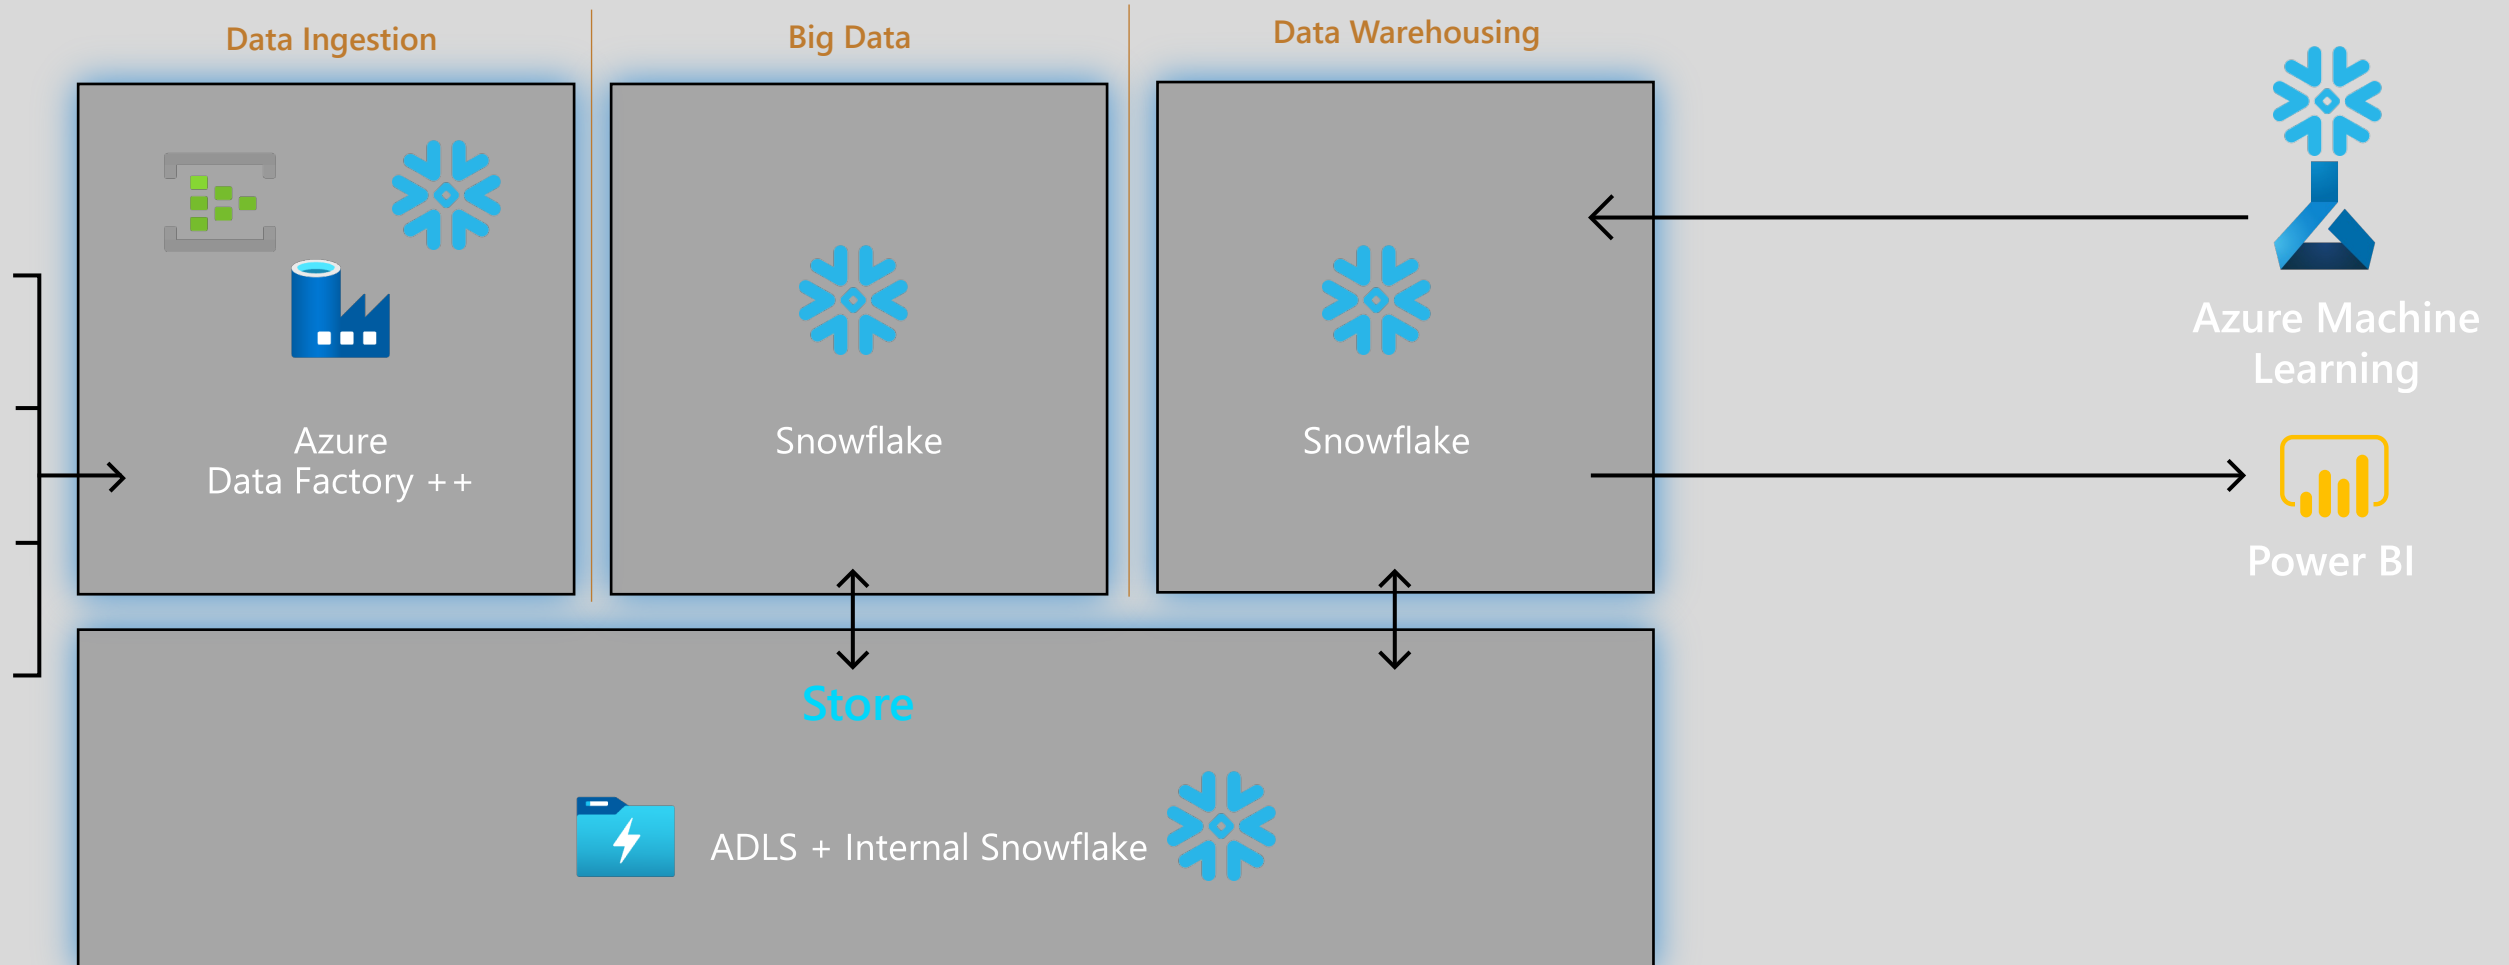 Data Ingestion
Big Data
Data Warehousing
Azure
Data Factory ++
Snowflake
Snowflake
Azure Machine
Learning
Power BI
Store
ADLS + Internal Snowflake